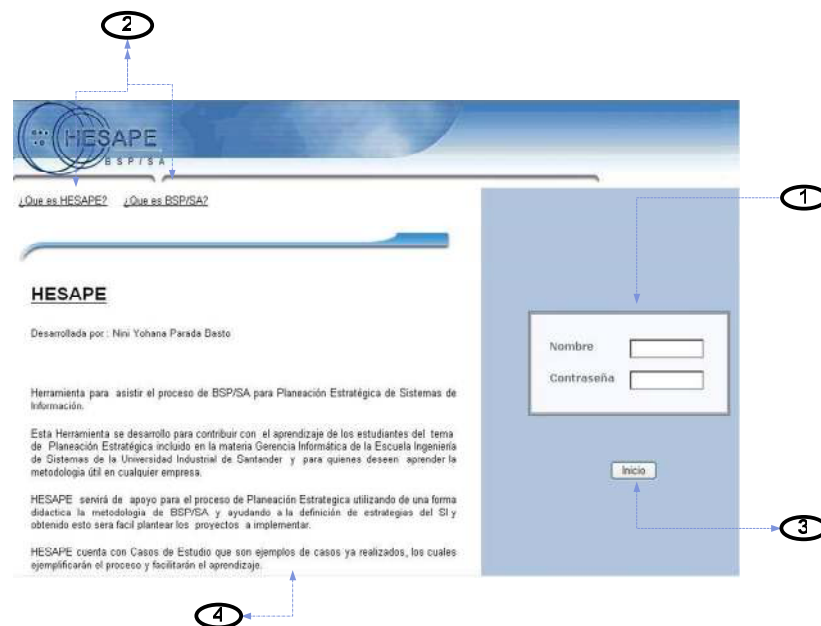 2
HESAPE
BSP/SA
¿Que es HESAPE? ¿Que es BSP/SA?
1
HESAPE
Desarrollada por : Nini Yohana Parada Basto
Nombre
Contraseña
Herramienta para asistir el proceso de BSP/SA para Planeación Estratégica de Sistemas de
Información.
Esta Herramienta se desarrollo para contribuir con el aprendizaje de los estudiantes del tema
de Planeación Estratégica incluido en la materia Gerencia Informática de la Escuela Ingeniería
de Sistemas de la Universidad Industrial de Santander y para quienes deseen aprender la
metodologia útil en cualquier empresa.
Inicio
HESAPE servirá de apoyo para el proceso de Planeación Estrategica utilizando de una forma
didactica la metodologia de BSP/SA y ayudando a la definición de estrategias del SI y
obtenido esto sera facil plantear los proyectos a implementar.
3
HESAPE cuenta con Casos de Estudio que son ejemplos de casos ya realizados, los cuales
ejemplificarán el proceso y facilitarán el aprendizaje.
4